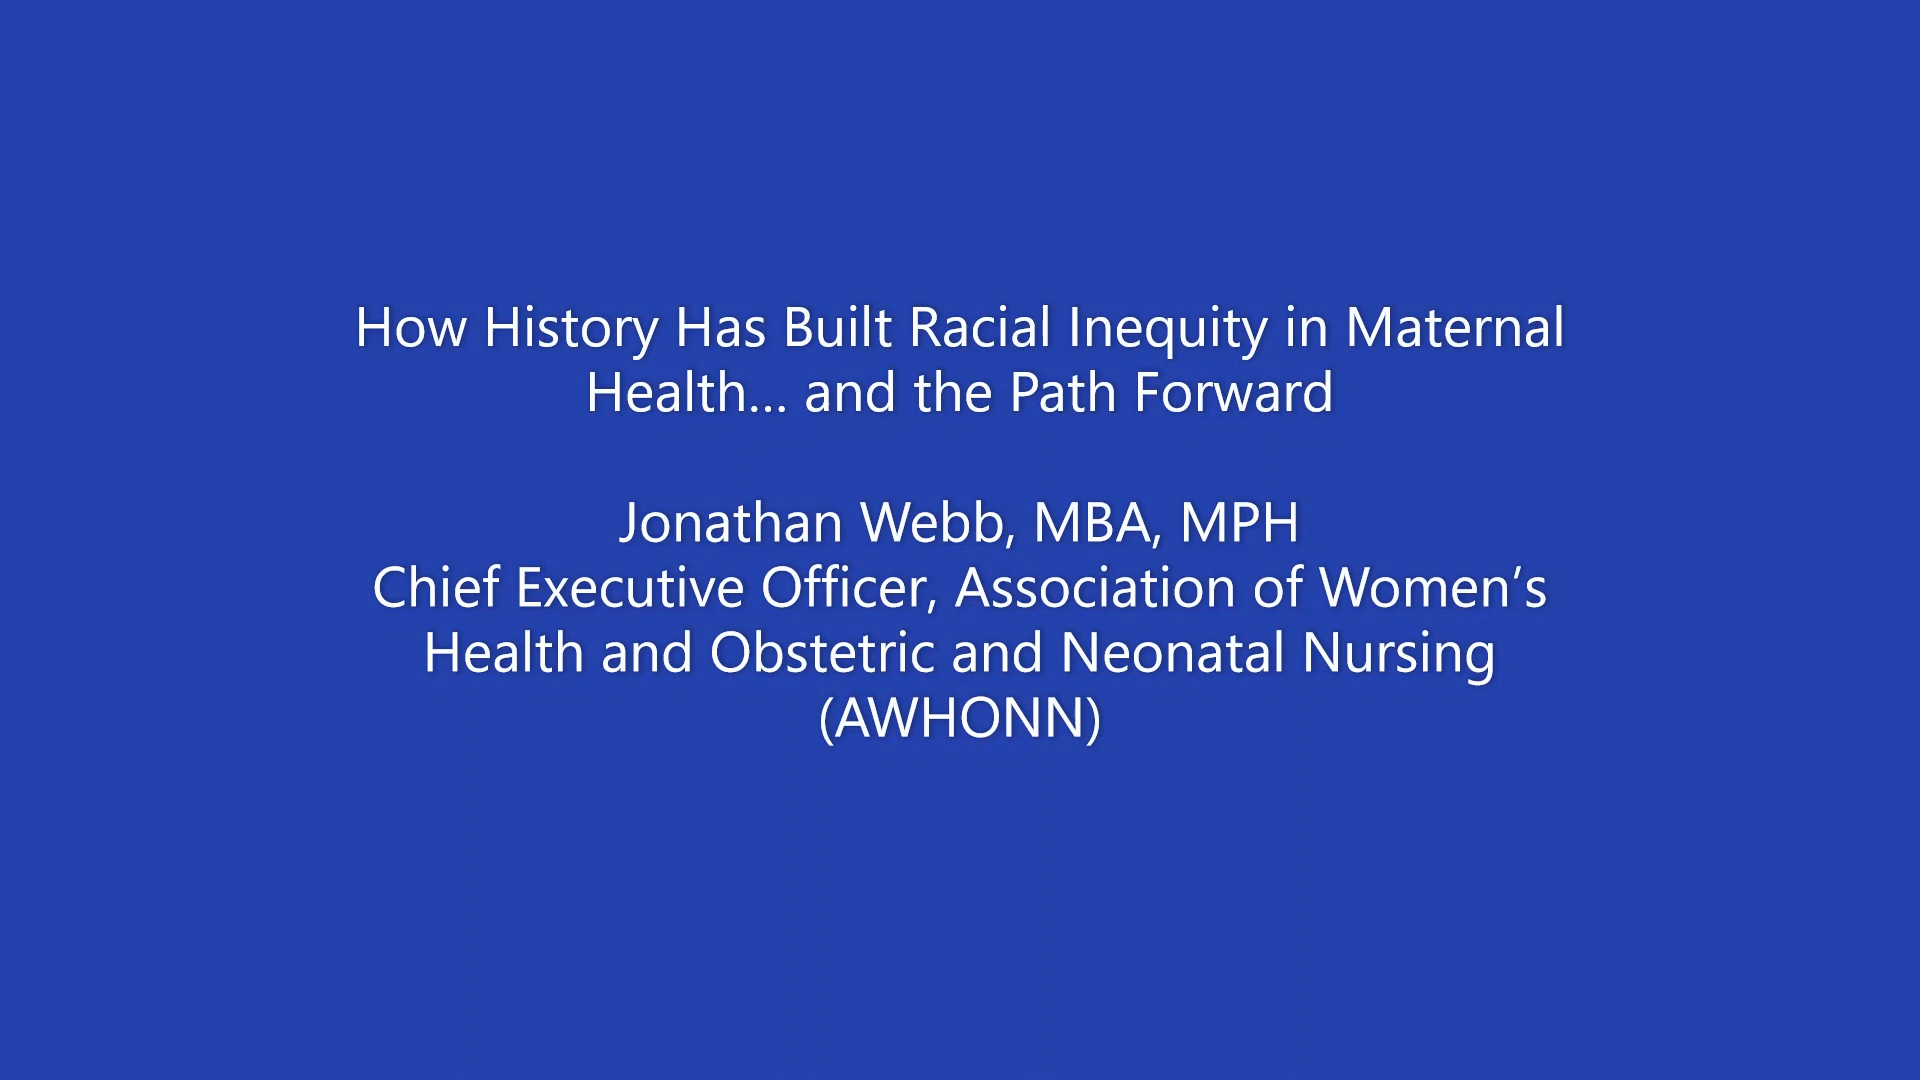 How History Has Built Racial Inequity in Maternal
Health... and the Path Forward
Jonathan Webb, MBA, MPH
Chief Executive Officer, Association of Women’s
Health and Obstetric and Neonatal Nursing
(AWHONN)